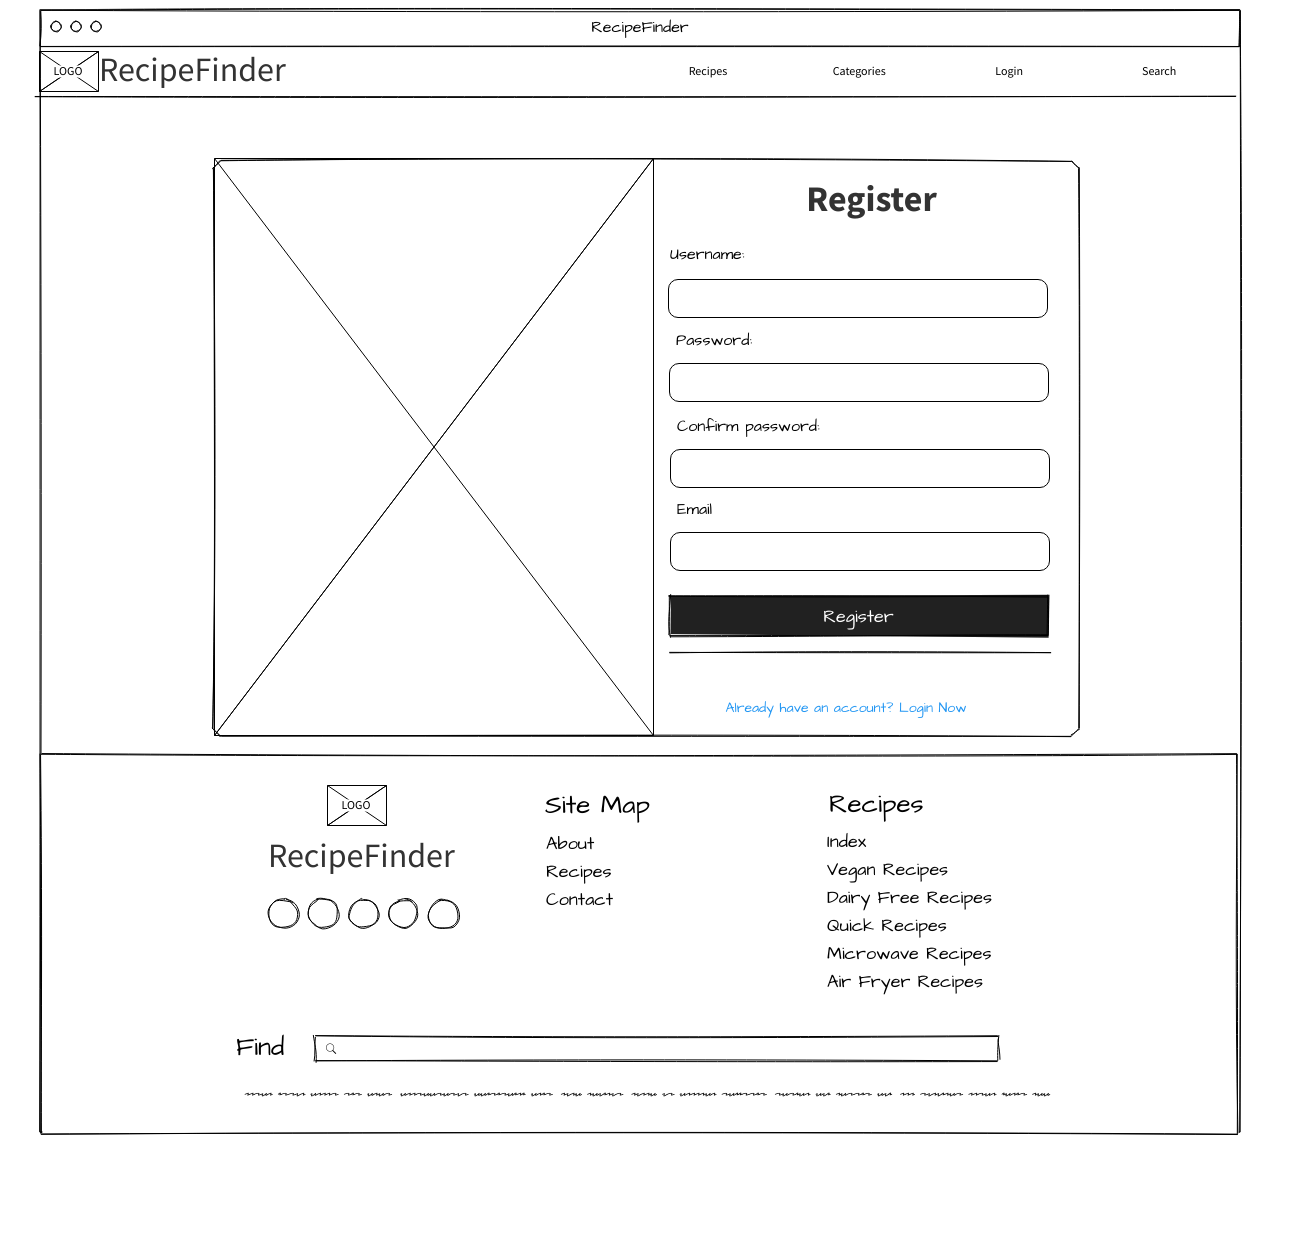 RecipeFinder
LOGO
RecipeFinder
Recipes
Categories
Login
Search
Register
Username:
Password:
Confirm password:
Email
Register
Already have an account? Login Now
LOGO
RecipeFinder
Site Map
About
Recipes
Contact
Recipes
Index
Vegan Recipes
Dairy Free Recipes
Quick Recipes
Microwave Recipes
Air Fryer Recipes
Find